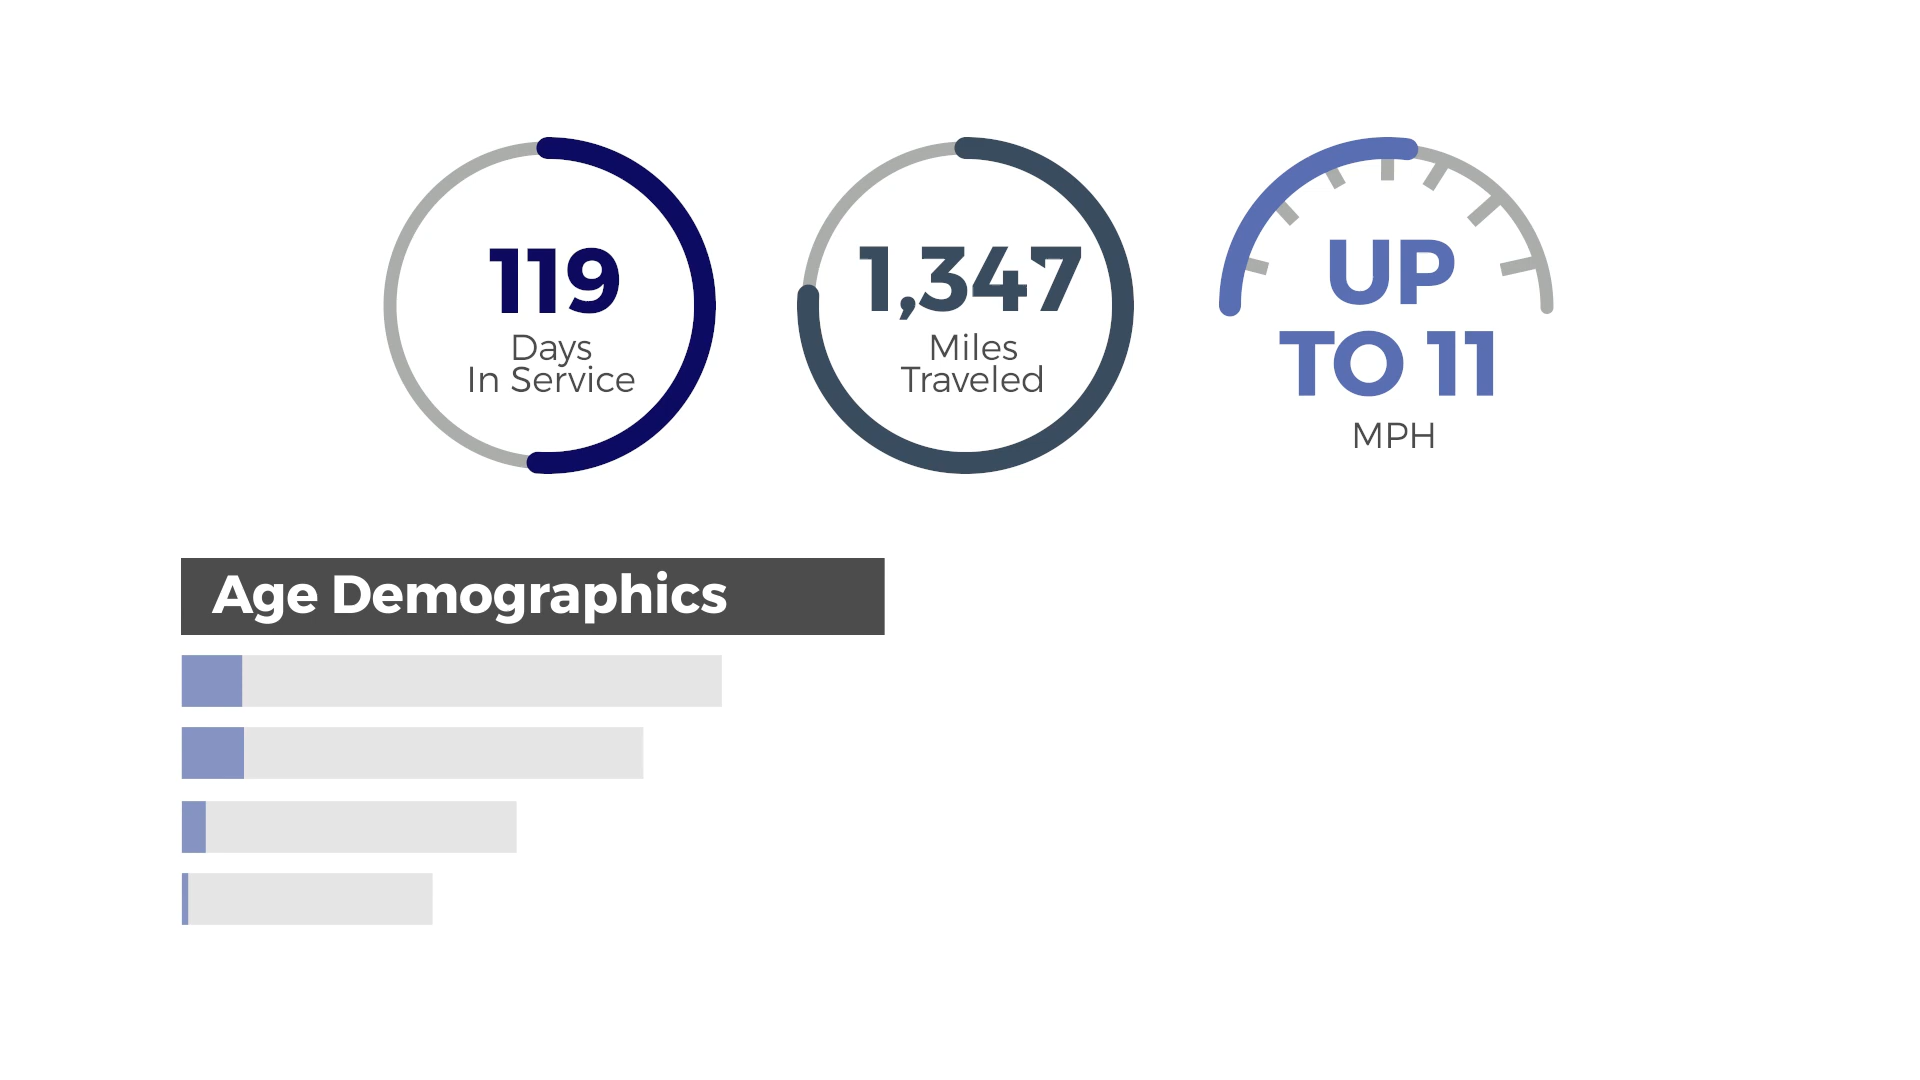 119
Days
In Service
1,347
Miles
Traveled
UP
TO 11
MPH
Age Demographics